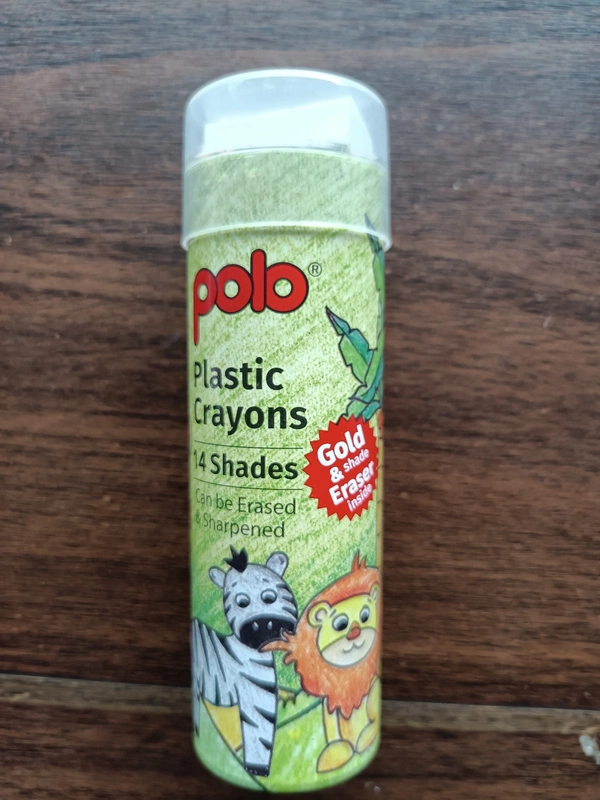 polo®
Plastic
Crayons
14 Shades
Can be Erased
& Sharpened
Gold
& shade
Eraser
inside